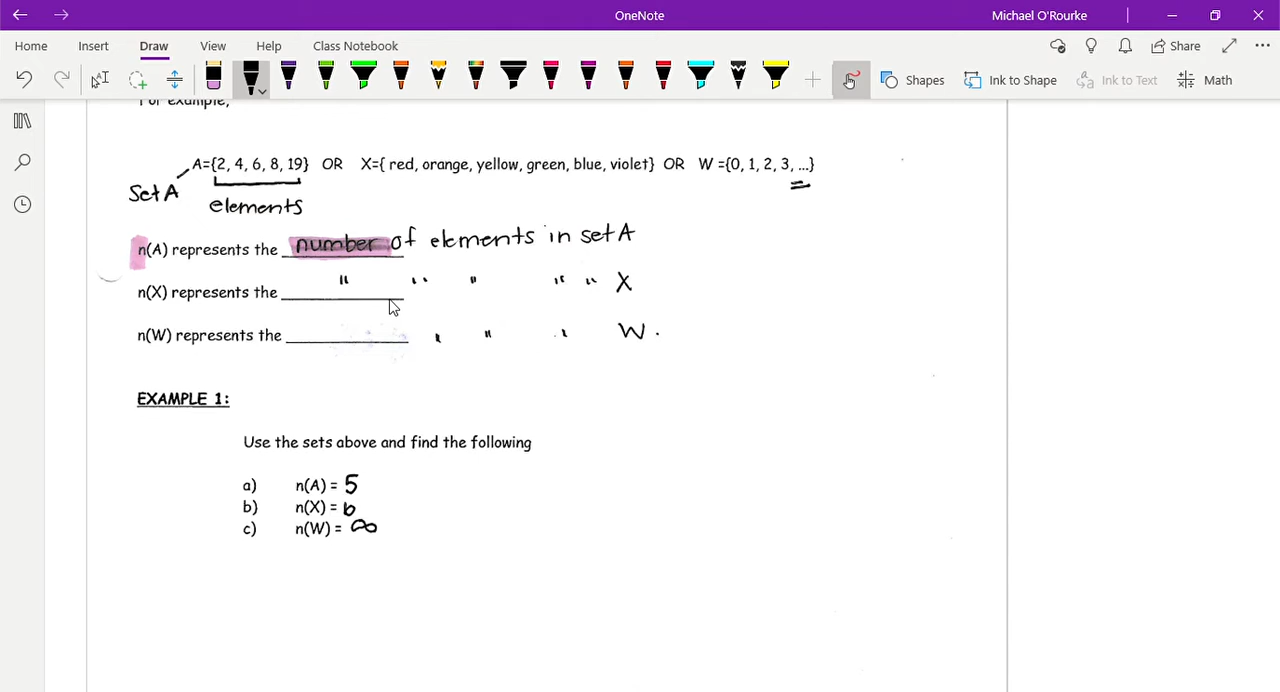 OneNote
Michael O'Rourke
Home Insert Draw View Help Class Notebook
Share
Shapes Ink to Shape Ink to Text Math
For example,
A={2, 4, 6, 8, 19} OR X={ red, orange, yellow, green, blue, violet} OR W ={0, 1, 2, 3, ...}
Set A
elements
n(A) represents the number of elements in set A
n(X) represents the " " " " " X
n(W) represents the " " " W.
EXAMPLE 1:
Use the sets above and find the following
a) n(A) = 5
b) n(X) = 6
c) n(W) = ∞